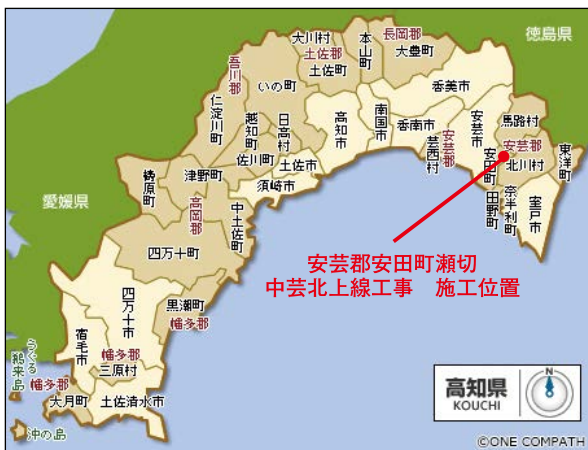 徳島県
愛媛県
大川村
土佐郡
土佐町
本山町
長岡郡
大豊町
吾川郡
いの町
仁淀川町
越知町
日高村
佐川町
土佐市
高知市
南国市
香美市
香南市
芸西村
安芸郡
安芸市
馬路村
安芸郡
北川村
安田町
田野町
奈半利町
東洋町
室戸市
梼原町
津野町
須崎市
高岡郡
中土佐町
四万十町
四万十市
黒潮町
幡多郡
宿毛市
幡多郡
三原村
うぐる
鵜来島
幡多郡
大月町
土佐清水市
沖の島
安芸郡安田町瀬切
中芸北上線工事　施工位置
高知県
KOUCHI
N
©ONE COMPATH